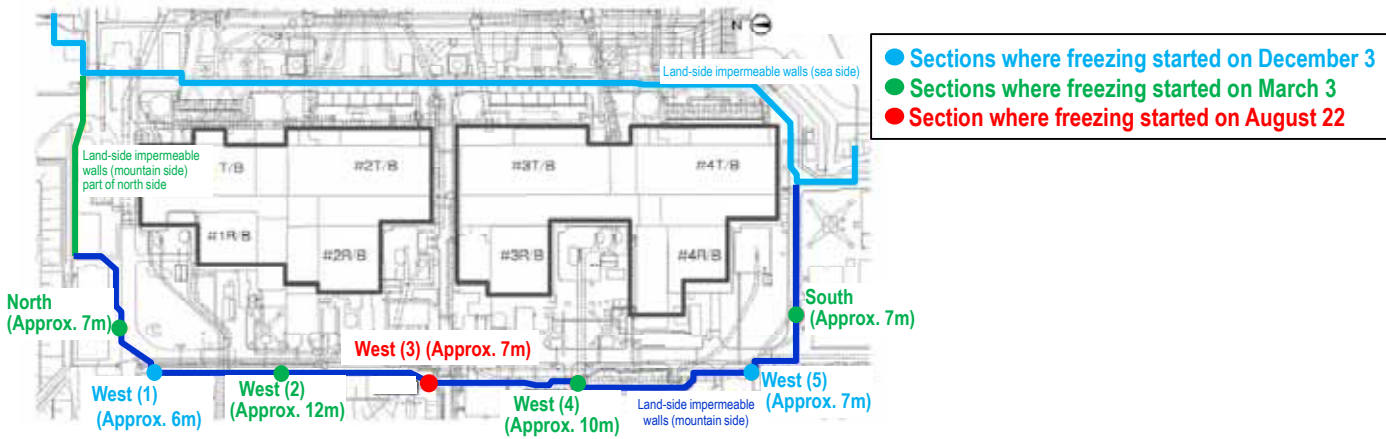 N
Land-side impermeable walls (sea side)
Sections where freezing started on December 3
Sections where freezing started on March 3
Section where freezing started on August 22
Land-side impermeable
walls (mountain side)
part of north side
T/B
#2T/B
#3T/B
#4T/B
#1R/B
#2R/B
#3R/B
#4R/B
North
(Approx. 7m)
South
(Approx. 7m)
West (3) (Approx. 7m)
West (1)
(Approx. 6m)
West (2)
(Approx. 12m)
West (4)
(Approx. 10m)
Land-side impermeable
walls (mountain side)
West (5)
(Approx. 7m)